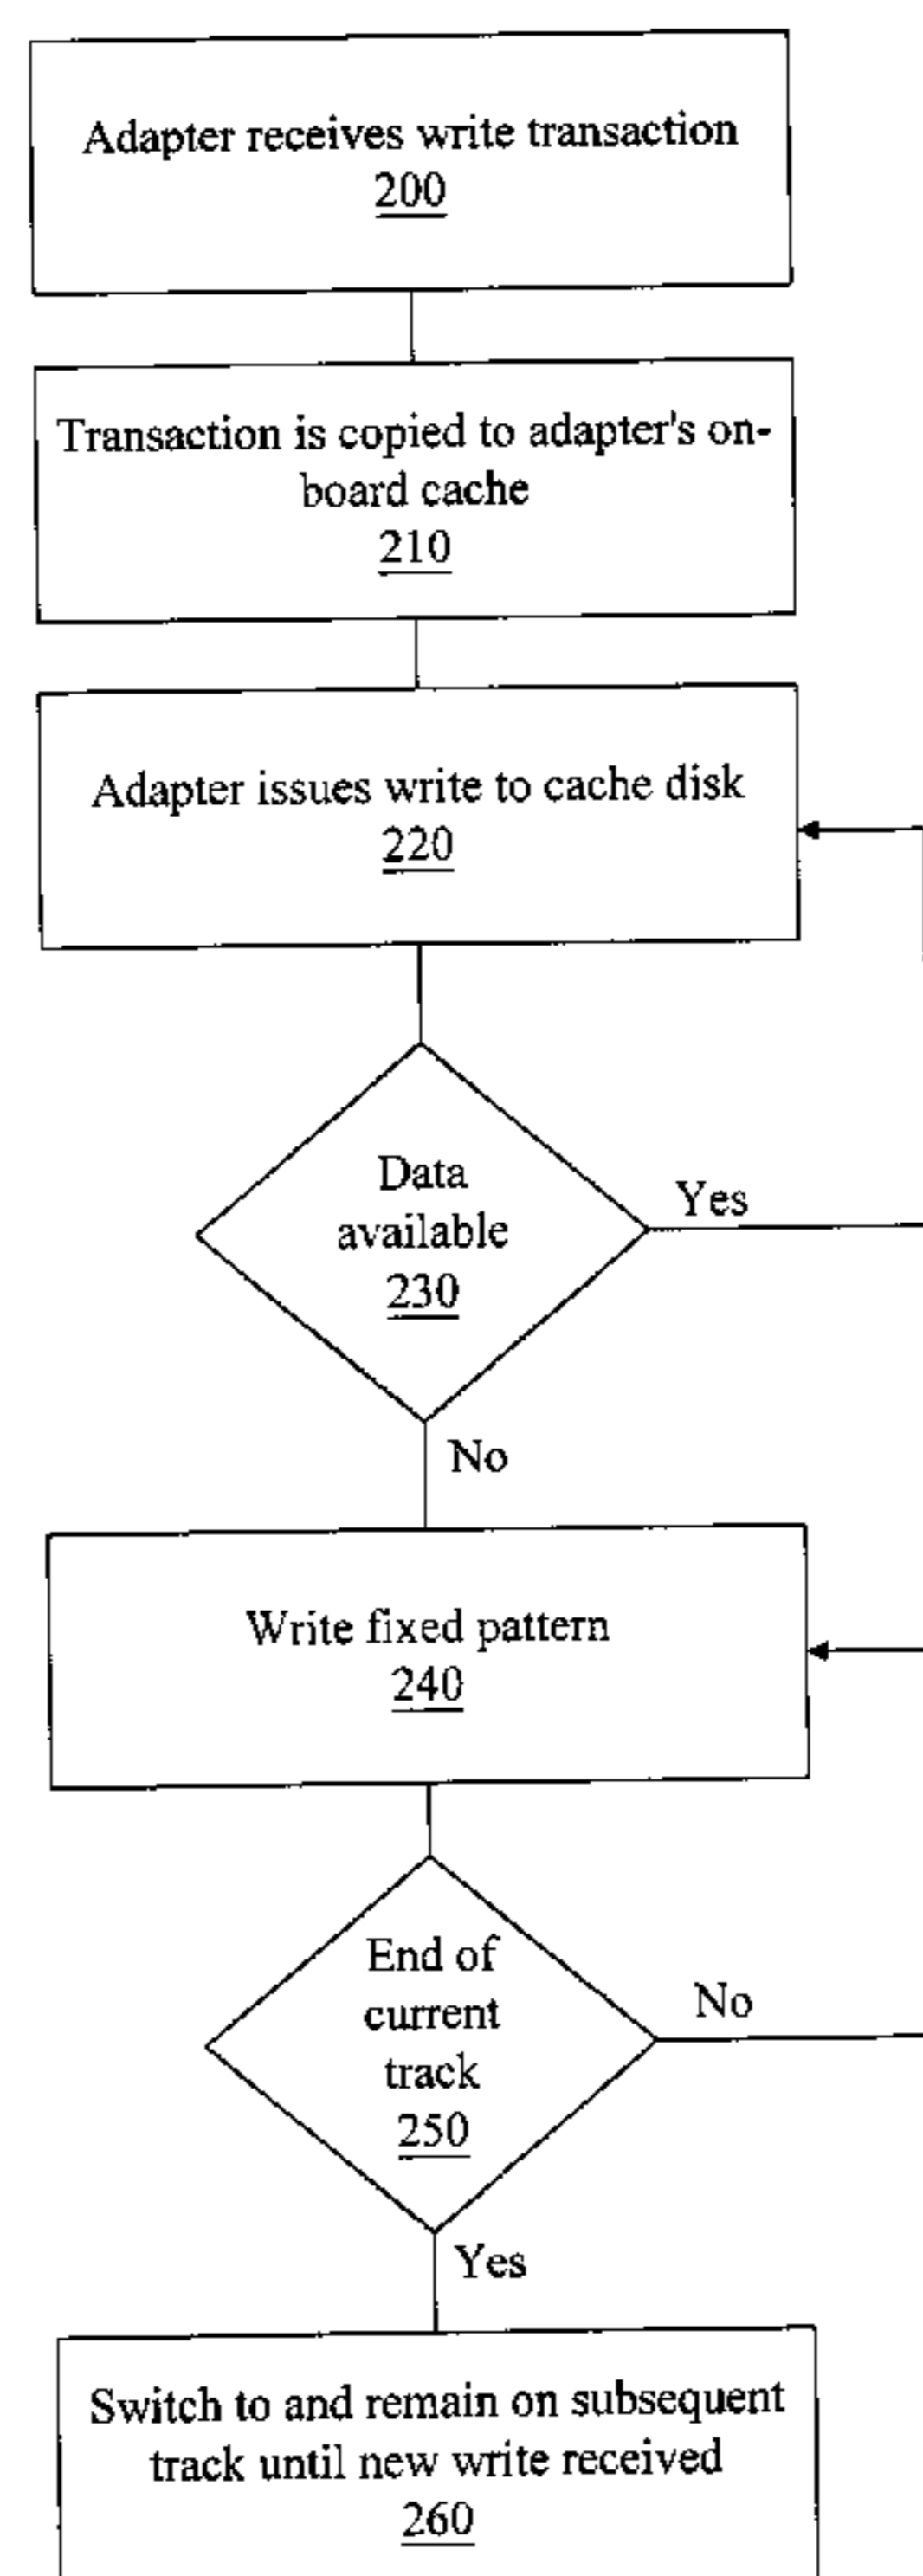 Adapter receives write transaction
200
Transaction is copied to adapter's on-
board cache
210
Adapter issues write to cache disk
220
Data
available
230
Yes
No
Write fixed pattern
240
End of
current
track
250
No
Yes
Switch to and remain on subsequent
track until new write received
260